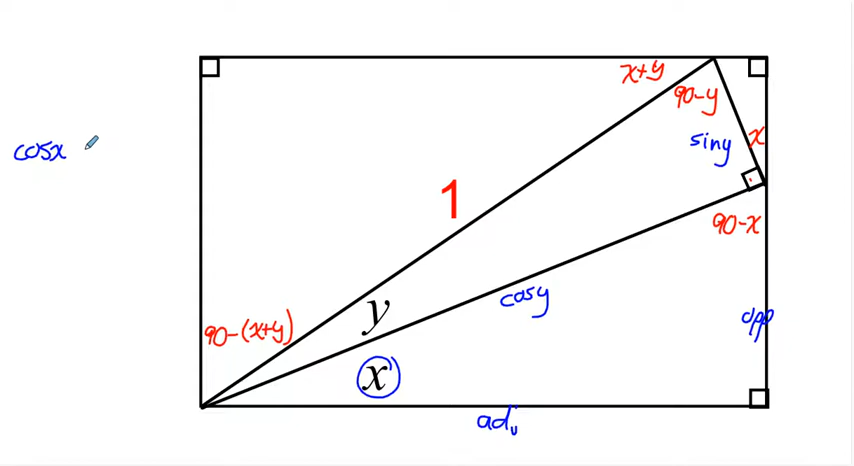 x+y
90-y
cosx
siny
x
1
90-x
cosy
y
opp
90-(x+y)
x
adj